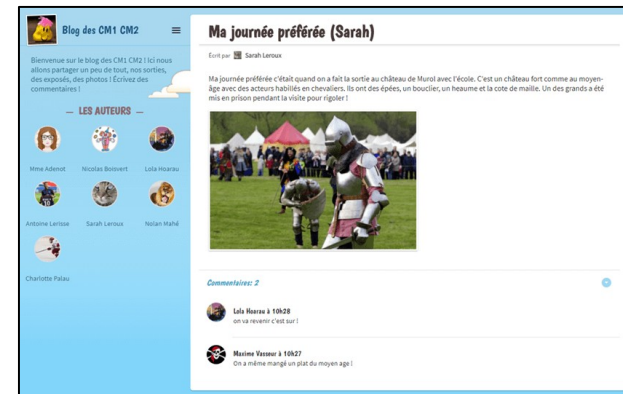 Blog des CM1 CM2
Bienvenue sur le blog des CM1 CM2 ! Ici nous
allons partager un peu de tout, nos sorties,
des exposés, des photos ! Écrivez des
commentaires !
— LES AUTEURS —
Mme Adenot Nicolas Boisvert Lola Hoarau
Antoine Lerisse Sarah Leroux Nolan Mahé
Charlotte Palau
Ma journée préférée (Sarah)
Écrit par Sarah Leroux
Ma journée préférée c'était quand on a fait la sortie au château de Murol avec l'école. C'est un château fort comme au moyen-
âge avec des acteurs habillés en chevaliers. Ils ont des épées, un bouclier, un heaume et la cote de maille. Un des grands a été
mis en prison pendant la visite pour rigoler !
Commentaires: 2
Lola Hoarau à 10h28
on va revenir c'est sur !
Maxime Vasseur à 10h27
On a même mangé un plat du moyen age !